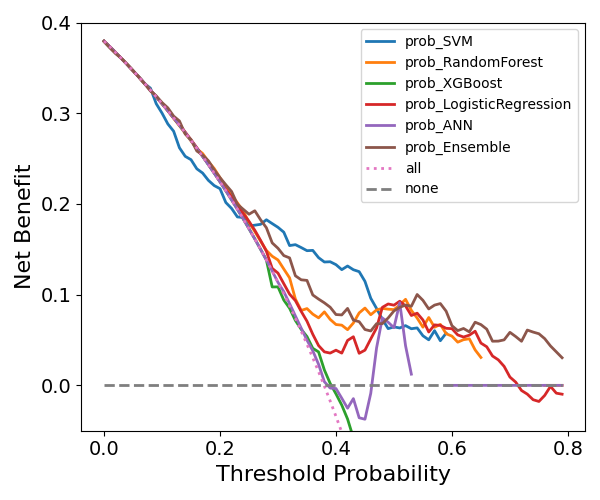 0.4
0.3
0.2
0.1
0.0
Net Benefit
prob_SVM
prob_RandomForest
prob_XGBoost
prob_LogisticRegression
prob_ANN
prob_Ensemble
all
none
0.0 0.2 0.4 0.6 0.8
Threshold Probability